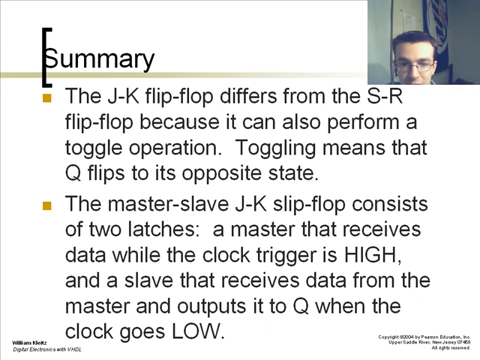 Summary
The J-K flip-flop differs from the S-R
flip-flop because it can also perform a
toggle operation.  Toggling means that
Q flips to its opposite state.
The master-slave J-K slip-flop consists
of two latches:  a master that receives
data while the clock trigger is HIGH,
and a slave that receives data from the
master and outputs it to Q when the
clock goes LOW.
William Kleitz
Digital Electronics with VHDL
Copyright ©2004 by Pearson Education, Inc.
Upper Saddle River, New Jersey 07458
All rights reserved.